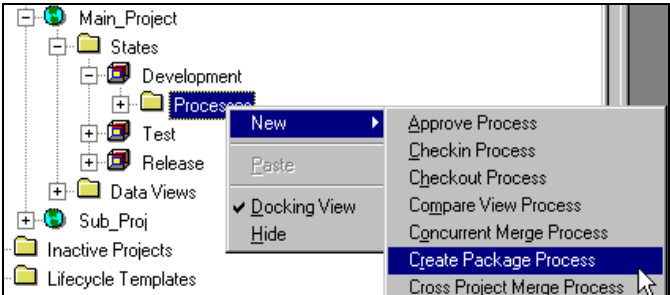 Main_Project
States
Development
Processes
Test
Release
Data Views
Sub_Proj
Inactive Projects
Lifecycle Templates
New
Paste
Docking View
Hide
Approve Process
Checkin Process
Checkout Process
Compare View Process
Concurrent Merge Process
Create Package Process
Cross Project Merge Process